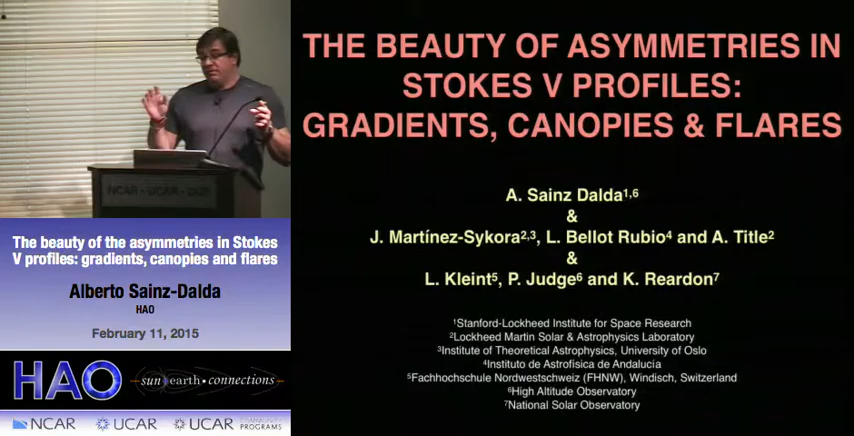 THE BEAUTY OF ASYMMETRIES IN
STOKES V PROFILES:
GRADIENTS, CANOPIES & FLARES
A. Sainz Dalda1,6
&
J. Martínez-Sykora2,3, L. Bellot Rubio4 and A. Title2
&
L. Kleint5, P. Judge6 and K. Reardon7
1Stanford-Lockheed Institute for Space Research
2Lockheed Martin Solar & Astrophysics Laboratory
3Institute of Theoretical Astrophysics, University of Oslo
4Instituto de Astrofisica de Andalucía
5Fachhochschule Nordwestschweiz (FHNW), Windisch, Switzerland
6High Altitude Observatory
7National Solar Observatory
NCAR • UCAR
The beauty of the asymmetries in Stokes
V profiles: gradients, canopies and flares
Alberto Sainz-Dalda
HAO
February 11, 2015
HAO
sun earth • connections
NCAR
UCAR
UCAR
PROGRAMS